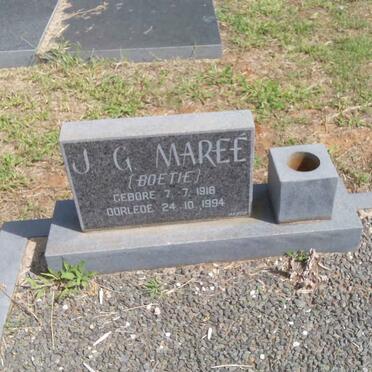 J G MAREÉ
(BOETIE)
GEBORE 7. 7. 1918
OORLEDE 24. 10. 1994